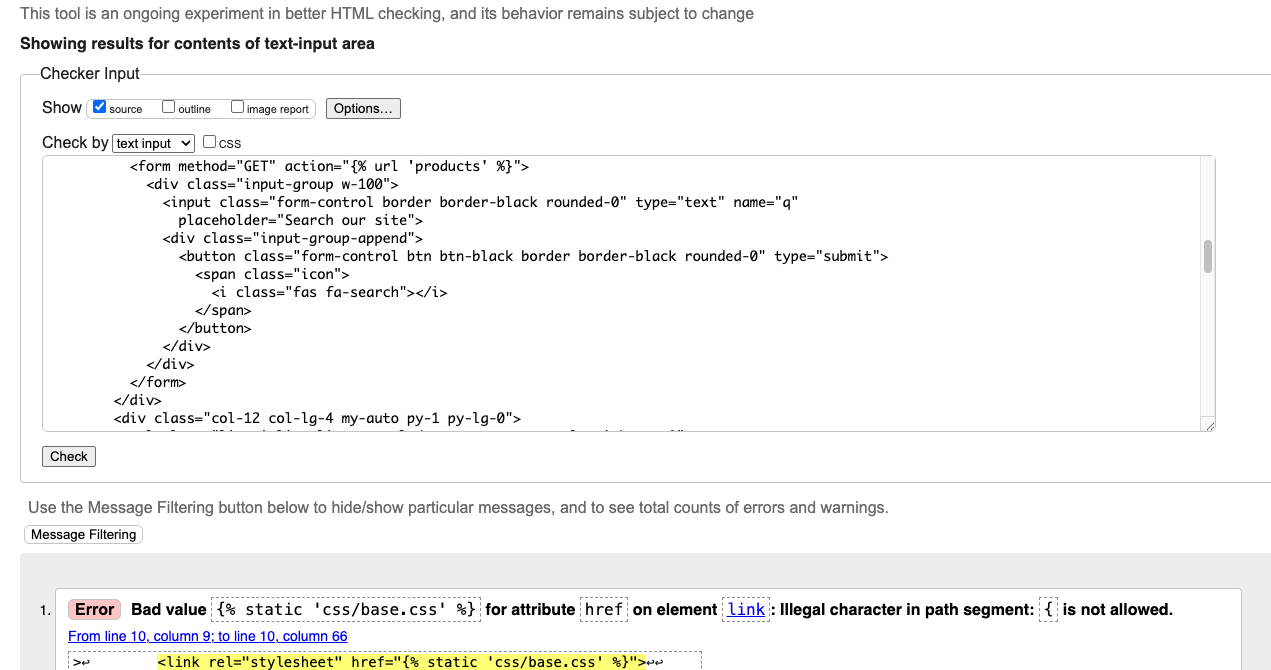 This tool is an ongoing experiment in better HTML checking, and its behavior remains subject to change
Showing results for contents of text-input area
Checker Input
Show source outline image report Options...
Check by text input css
<form method="GET" action="{% url 'products' %}">
<div class="input-group w-100">
<input class="form-control border border-black rounded-0" type="text" name="q"
placeholder="Search our site">
<div class="input-group-append">
<button class="form-control btn btn-black border border-black rounded-0" type="submit">
<span class="icon">
<i class="fas fa-search"></i>
</span>
</button>
</div>
</div>
</form>
</div>
<div class="col-12 col-lg-4 my-auto py-1 py-lg-0">
Check
Use the Message Filtering button below to hide/show particular messages, and to see total counts of errors and warnings.
Message Filtering
1. Error Bad value {% static 'css/base.css' %} for attribute href on element link: Illegal character in path segment: { is not allowed.
From line 10, column 9; to line 10, column 66
>↩ <link rel="stylesheet" href="{% static 'css/base.css' %}">↩↩